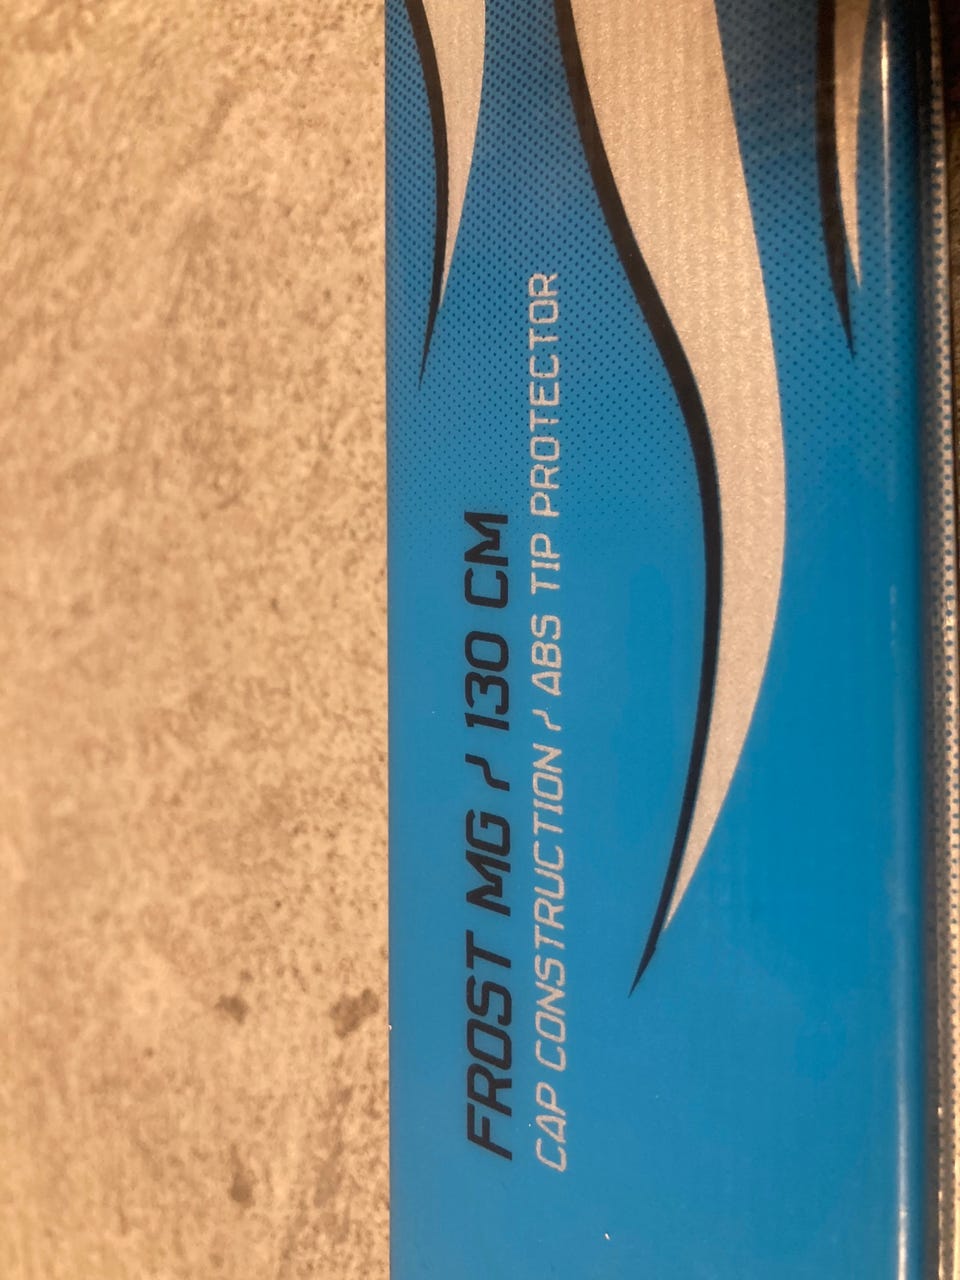 FROST MG / 130 CM
CAP CONSTRUCTION / ABS TIP PROTECTOR